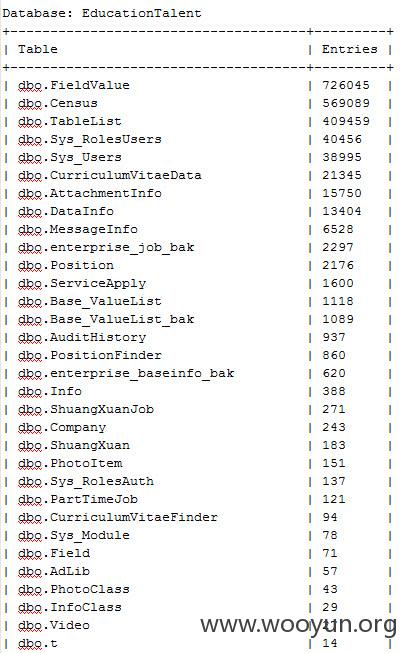 Database: EducationTalent
+-----------------------------------+---------+
| Table | Entries |
+-----------------------------------+---------+
| dbo.FieldValue | 726045 |
| dbo.Census | 569089 |
| dbo.TableList | 409459 |
| dbo.Sys_RolesUsers | 40456 |
| dbo.Sys_Users | 38995 |
| dbo.CurriculumVitaeData | 21345 |
| dbo.AttachmentInfo | 15750 |
| dbo.DataInfo | 13404 |
| dbo.MessageInfo | 6528 |
| dbo.enterprise_job_bak | 2297 |
| dbo.Position | 2176 |
| dbo.ServiceApply | 1600 |
| dbo.Base_ValueList | 1118 |
| dbo.Base_ValueList_bak | 1089 |
| dbo.AuditHistory | 937 |
| dbo.PositionFinder | 860 |
| dbo.enterprise_baseinfo_bak | 620 |
| dbo.Info | 388 |
| dbo.ShuangXuanJob | 271 |
| dbo.Company | 243 |
| dbo.ShuangXuan | 183 |
| dbo.PhotoItem | 151 |
| dbo.Sys_RolesAuth | 137 |
| dbo.PartTimeJob | 121 |
| dbo.CurriculumVitaeFinder | 94 |
| dbo.Sys_Module | 78 |
| dbo.Field | 71 |
| dbo.AdLib | 57 |
| dbo.PhotoClass | 43 |
| dbo.InfoClass | 29 |
| dbo.Video | |
www.wooyun.org
| dbo.t | 14 |